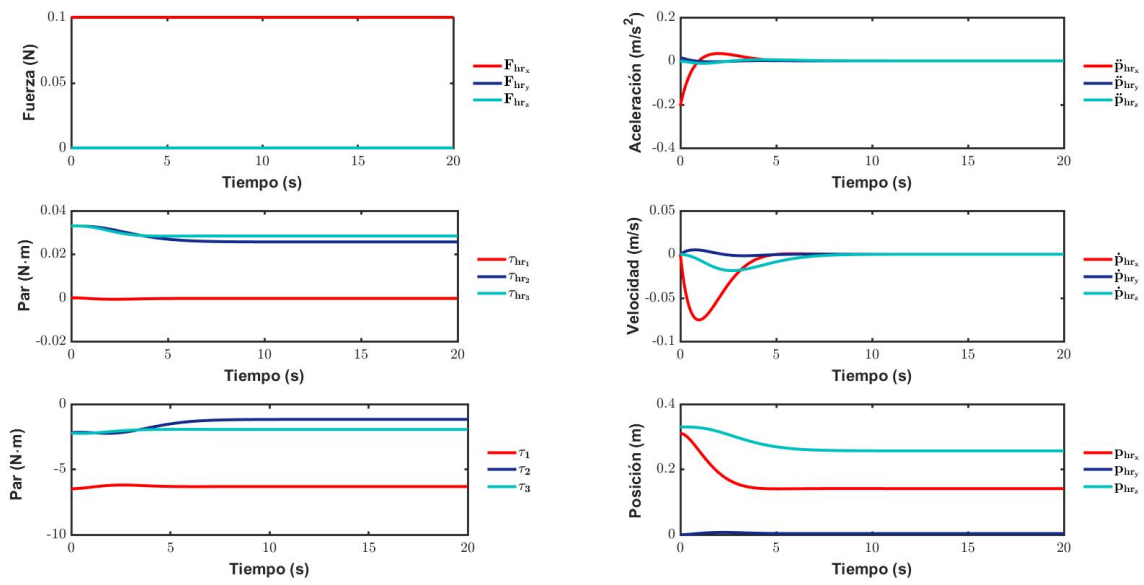 Fuerza (N)
0.1
0.05
0
0 5 10 15 20
Tiempo (s)
F_hr_x
F_hr_y
F_hr_z
Aceleración (m/s²)
0.2
0
-0.2
-0.4
0 5 10 15 20
Tiempo (s)
p̈_hr_x
p̈_hr_y
p̈_hr_z
Par (N·m)
0.04
0.02
0
-0.02
0 5 10 15 20
Tiempo (s)
τ_hr_1
τ_hr_2
τ_hr_3
Velocidad (m/s)
0.05
0
-0.05
-0.1
0 5 10 15 20
Tiempo (s)
ṗ_hr_x
ṗ_hr_y
ṗ_hr_z
Par (N·m)
0
-5
-10
0 5 10 15 20
Tiempo (s)
τ_1
τ_2
τ_3
Posición (m)
0.4
0.2
0
0 5 10 15 20
Tiempo (s)
p_hr_x
p_hr_y
p_hr_z